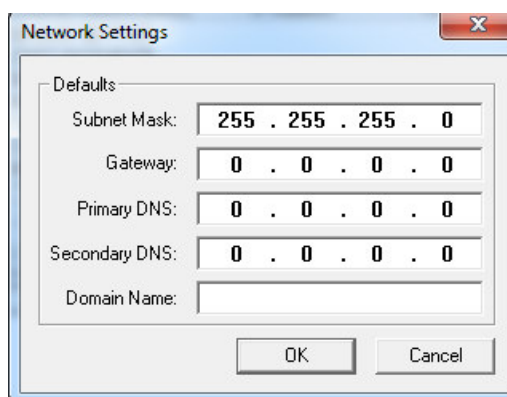 Network Settings
Defaults
Subnet Mask: 255 . 255 . 255 . 0
Gateway: 0 . 0 . 0 . 0
Primary DNS: 0 . 0 . 0 . 0
Secondary DNS: 0 . 0 . 0 . 0
Domain Name:
OK Cancel